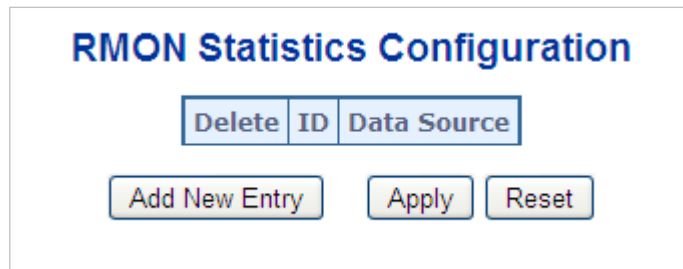 RMON Statistics Configuration
Delete ID Data Source
Add New Entry Apply Reset